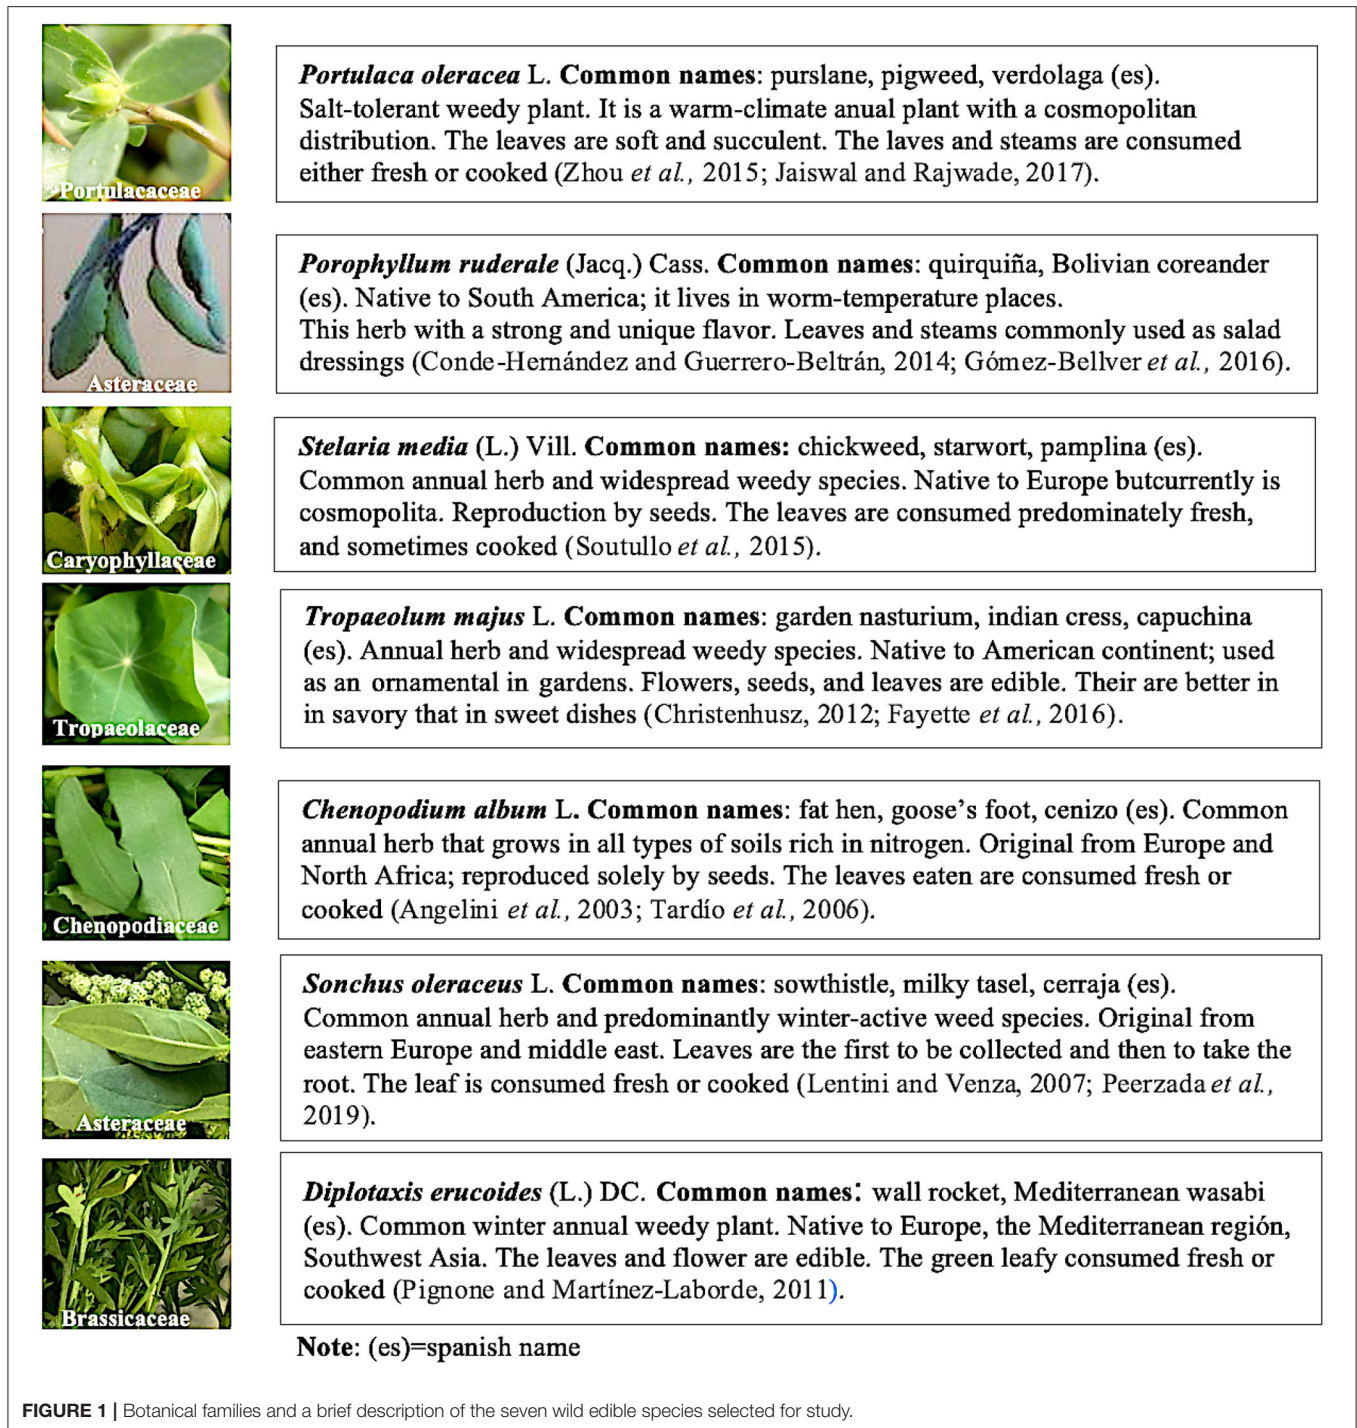 Portulacaceae
Portulaca oleracea L. Common names: purslane, pigweed, verdolaga (es).
Salt-tolerant weedy plant. It is a warm-climate anual plant with a cosmopolitan
distribution. The leaves are soft and succulent. The laves and steams are consumed
either fresh or cooked (Zhou et al., 2015; Jaiswal and Rajwade, 2017).
Asteraceae
Porophyllum ruderale (Jacq.) Cass. Common names: quirquiña, Bolivian coreander
(es). Native to South America; it lives in worm-temperature places.
This herb with a strong and unique flavor. Leaves and steams commonly used as salad
dressings (Conde-Hernández and Guerrero-Beltrán, 2014; Gómez-Bellver et al., 2016).
Caryophyllaceae
Stelaria media (L.) Vill. Common names: chickweed, starwort, pamplina (es).
Common annual herb and widespread weedy species. Native to Europe butcurrently is
cosmopolita. Reproduction by seeds. The leaves are consumed predominately fresh,
and sometimes cooked (Soutullo et al., 2015).
Tropaeolaceae
Tropaeolum majus L. Common names: garden nasturium, indian cress, capuchina
(es). Annual herb and widespread weedy species. Native to American continent; used
as an ornamental in gardens. Flowers, seeds, and leaves are edible. Their are better in
in savory that in sweet dishes (Christenhusz, 2012; Fayette et al., 2016).
Chenopodiaceae
Chenopodium album L. Common names: fat hen, goose's foot, cenizo (es). Common
annual herb that grows in all types of soils rich in nitrogen. Original from Europe and
North Africa; reproduced solely by seeds. The leaves eaten are consumed fresh or
cooked (Angelini et al., 2003; Tardío et al., 2006).
Asteraceae
Sonchus oleraceus L. Common names: sowthistle, milky tasel, cerraja (es).
Common annual herb and predominantly winter-active weed species. Original from
eastern Europe and middle east. Leaves are the first to be collected and then to take the
root. The leaf is consumed fresh or cooked (Lentini and Venza, 2007; Peerzada et al.,
2019).
Brassicaceae
Diplotaxis erucoides (L.) DC. Common names: wall rocket, Mediterranean wasabi
(es). Common winter annual weedy plant. Native to Europe, the Mediterranean región,
Southwest Asia. The leaves and flower are edible. The green leafy consumed fresh or
cooked (Pignone and Martínez-Laborde, 2011).
Note: (es)=spanish name
FIGURE 1 | Botanical families and a brief description of the seven wild edible species selected for study.